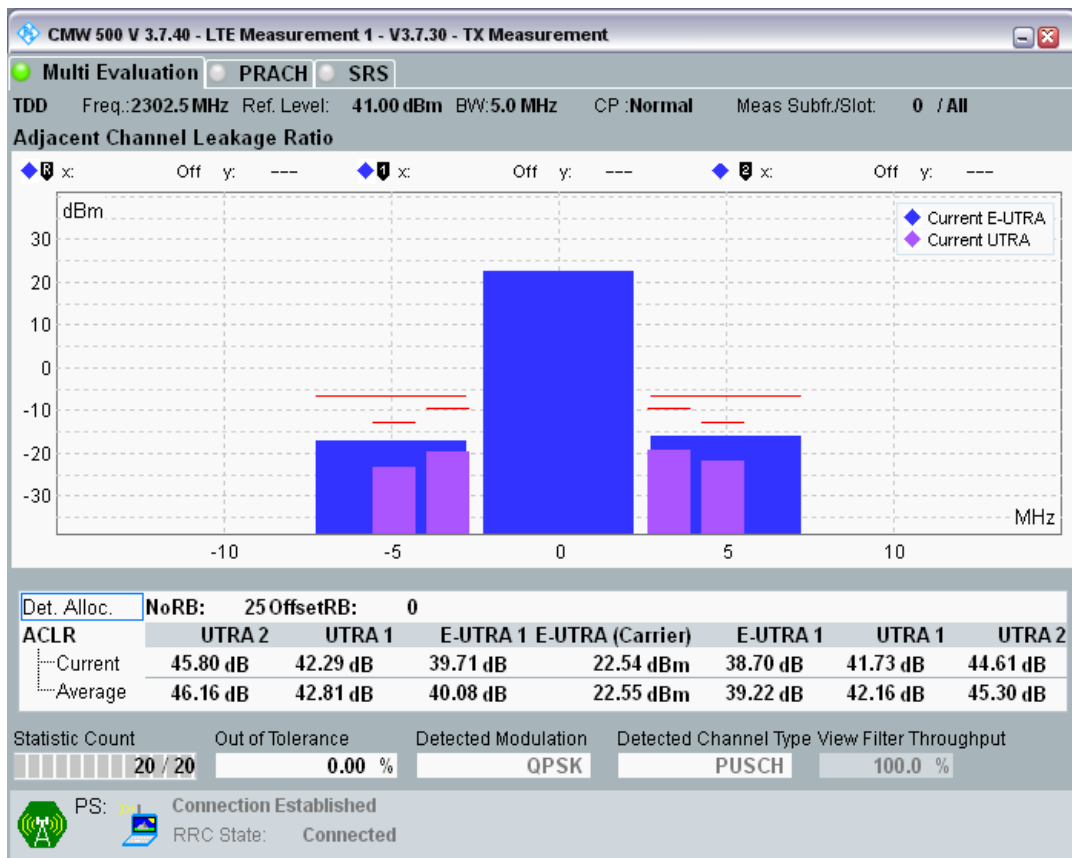 CMW 500 V 3.7.40 - LTE Measurement 1 - V3.7.30 - TX Measurement
Multi Evaluation PRACH SRS
TDD Freq.:2302.5 MHz Ref. Level: 41.00 dBm BW:5.0 MHz CP :Normal Meas Subfr./Slot: 0 / All
Adjacent Channel Leakage Ratio
R x: Off y: --- 1 x: Off y: --- 2 x: Off y: ---
dBm
Current E-UTRA
Current UTRA
30
20
10
0
-10
-20
-30
MHz
-10 -5 0 5 10
Det. Alloc. NoRB: 25 OffsetRB: 0
ACLR UTRA 2 UTRA 1 E-UTRA 1 E-UTRA (Carrier) E-UTRA 1 UTRA 1 UTRA 2
Current 45.80 dB 42.29 dB 39.71 dB 22.54 dBm 38.70 dB 41.73 dB 44.61 dB
Average 46.16 dB 42.81 dB 40.08 dB 22.55 dBm 39.22 dB 42.16 dB 45.30 dB
Statistic Count Out of Tolerance Detected Modulation Detected Channel Type View Filter Throughput
20 / 20 0.00 % QPSK PUSCH 100.0 %
PS: Connection Established
RRC State: Connected